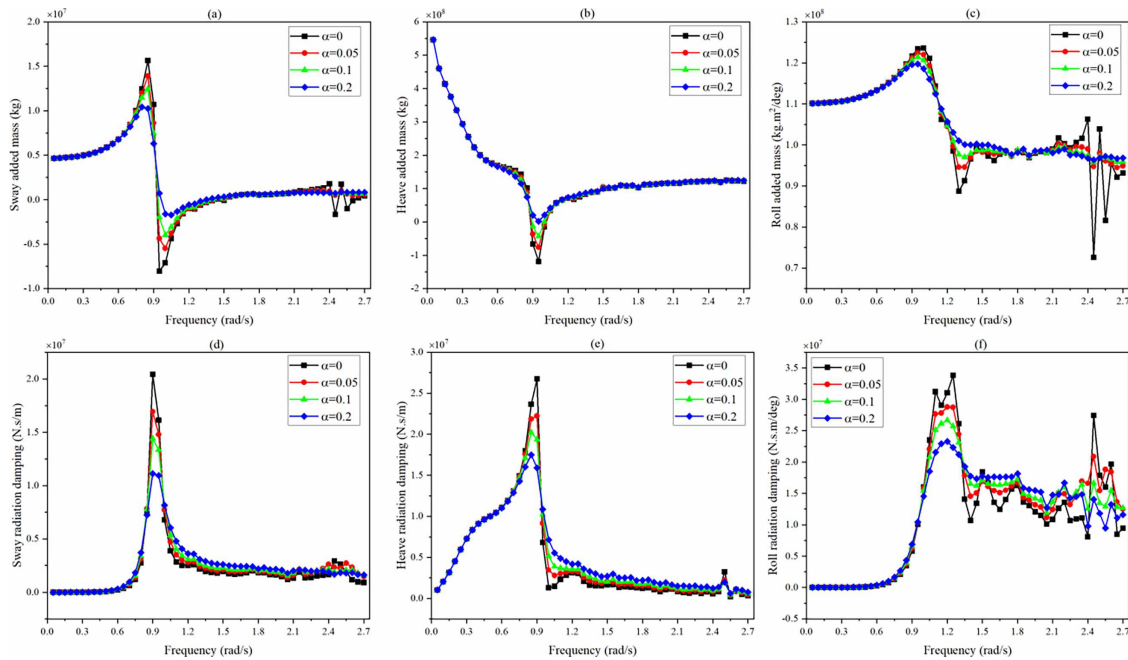 (a)
×10⁷
2.0
1.5
1.0
0.5
0.0
-0.5
-1.0
Sway added mass (kg)
α=0
α=0.05
α=0.1
α=0.2
0.0 0.3 0.6 0.9 1.2 1.5 1.8 2.1 2.4 2.7
Frequency (rad/s)
(b)
×10⁸
6
5
4
3
2
1
0
-1
-2
Heave added mass (kg)
α=0
α=0.05
α=0.1
α=0.2
0.0 0.3 0.6 0.9 1.2 1.5 1.8 2.1 2.4 2.7
Frequency (rad/s)
(c)
×10⁸
1.3
1.2
1.1
1.0
0.9
0.8
0.7
0.6
Roll added mass (kg.m²/deg)
α=0
α=0.05
α=0.1
α=0.2
0.0 0.3 0.6 0.9 1.2 1.5 1.8 2.1 2.4 2.7
Frequency (rad/s)
(d)
×10⁷
2.0
1.5
1.0
0.5
0.0
Sway radiation damping (N.s/m)
α=0
α=0.05
α=0.1
α=0.2
0.0 0.3 0.6 0.9 1.2 1.5 1.8 2.1 2.4 2.7
Frequency (rad/s)
(e)
×10⁷
3.0
2.5
2.0
1.5
1.0
0.5
0.0
Heave radiation damping (N.s/m)
α=0
α=0.05
α=0.1
α=0.2
0.0 0.3 0.6 0.9 1.2 1.5 1.8 2.1 2.4 2.7
Frequency (rad/s)
(f)
×10⁷
3.5
3.0
2.5
2.0
1.5
1.0
0.5
0.0
-0.5
Roll radiation damping (N.s.m/deg)
α=0
α=0.05
α=0.1
α=0.2
0.0 0.3 0.6 0.9 1.2 1.5 1.8 2.1 2.4 2.7
Frequency (rad/s)